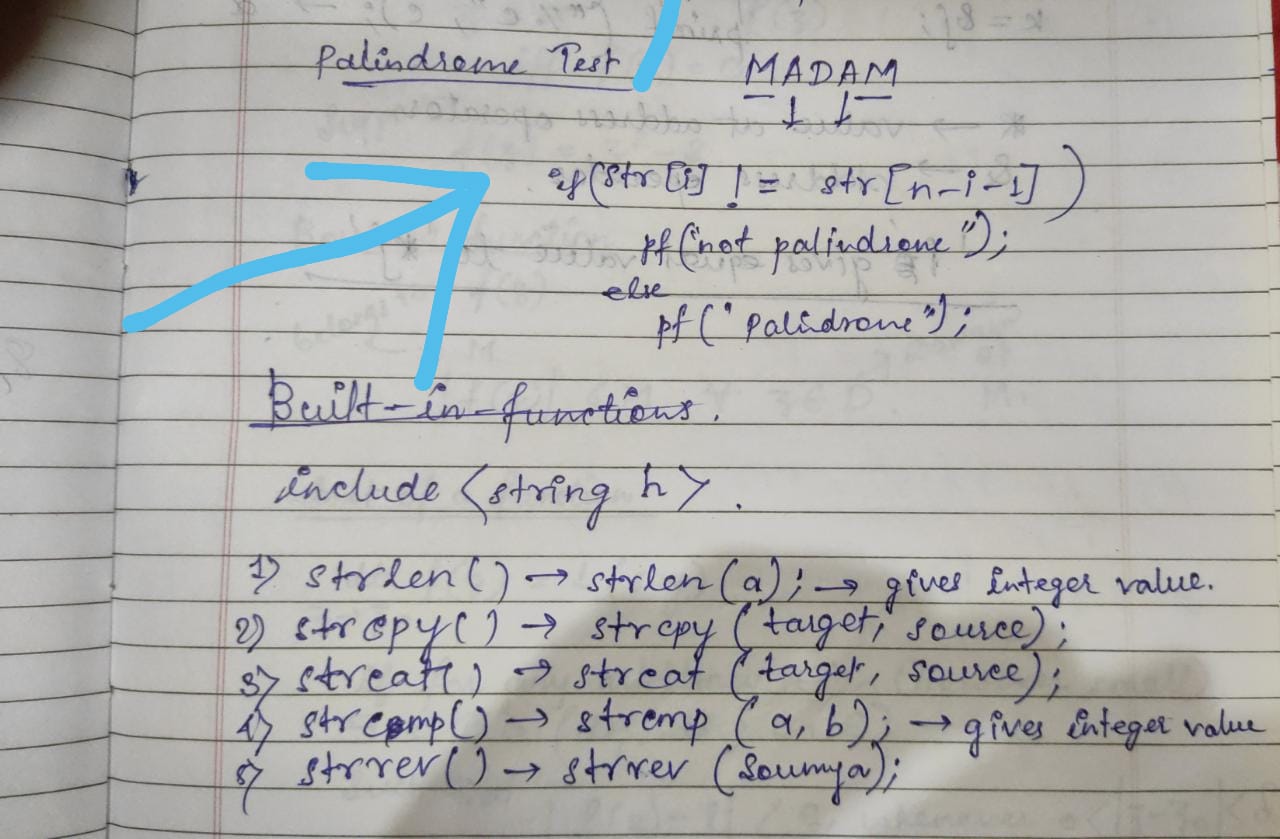 Palindrome Test MADAM
if(str[i] != str[n-i-1])
pf("not palindrone");
else
pf("Palindrone");
Built-in-functions.
include <string h>.
1) strlen() → strlen(a); → gives integer value.
2) strcpy() → strcpy (target, source);
3) strcat() → strcat (target, source);
4) strcmp() → strcmp (a, b); → gives integer value
5) strrev() → strrev (Soumya);